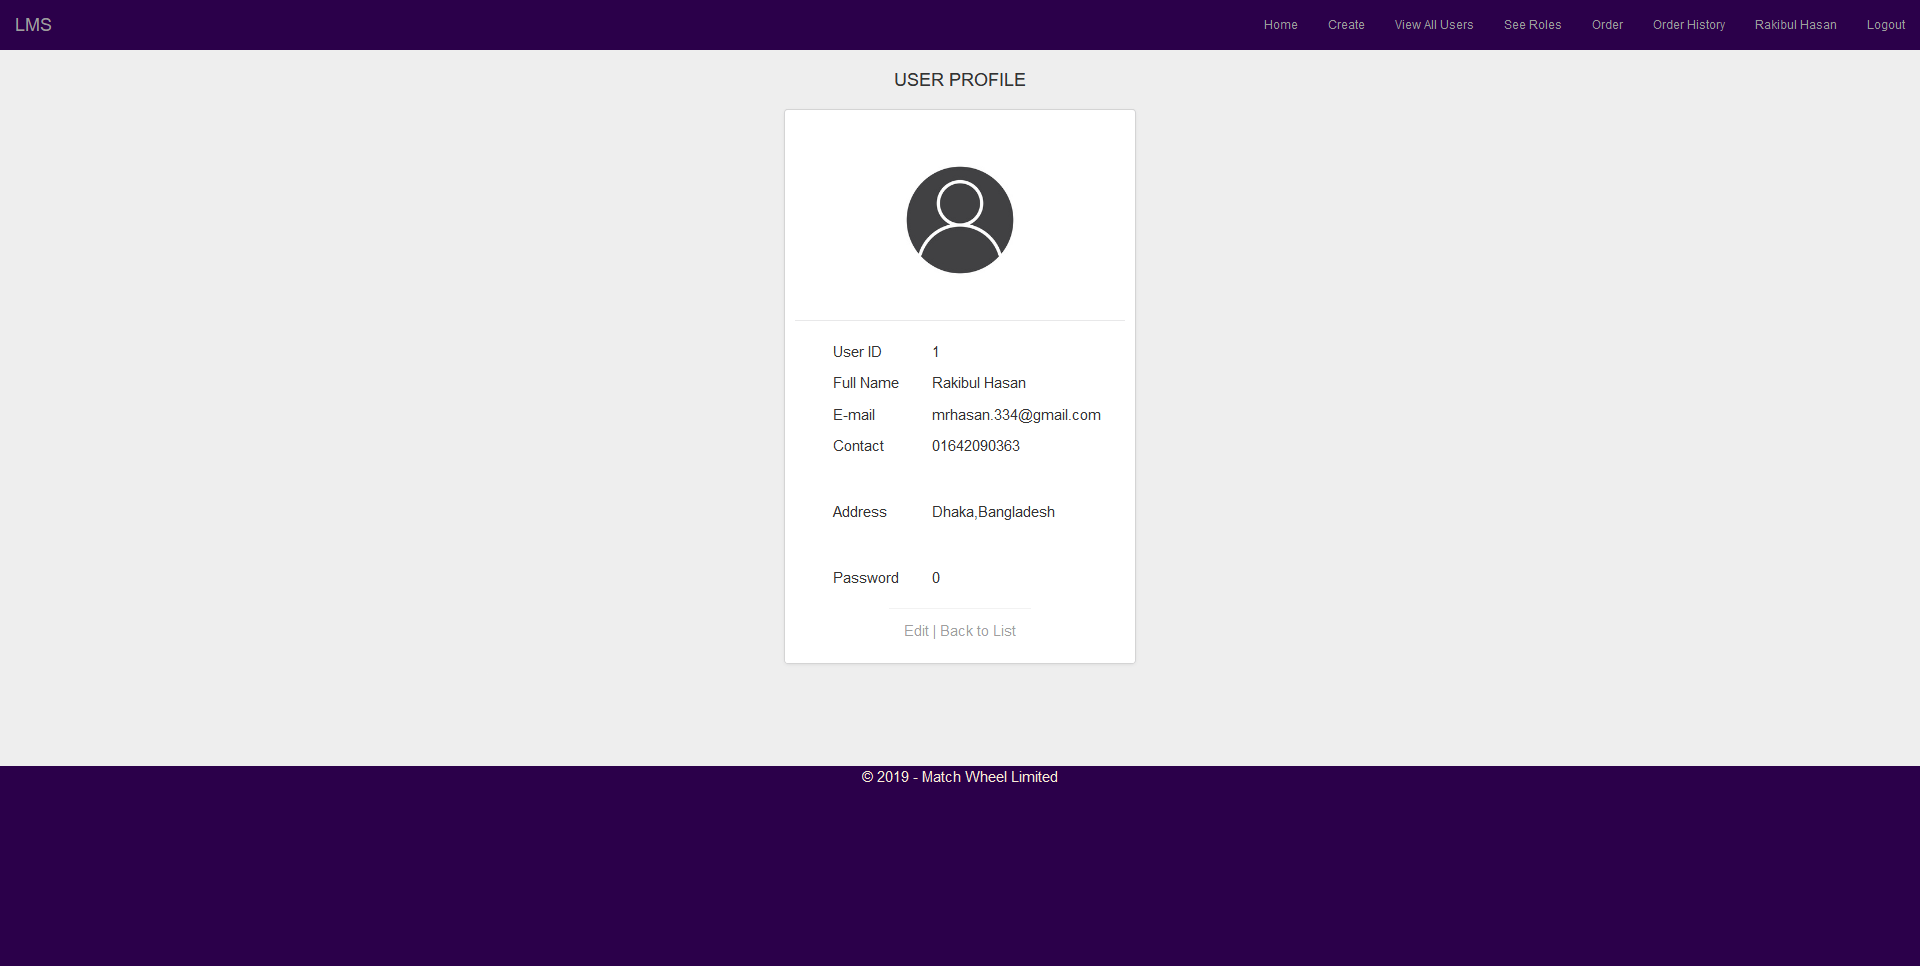 LMS Home Create View All Users See Roles Order Order History Rakibul Hasan Logout
USER PROFILE
User ID 1
Full Name Rakibul Hasan
E-mail mrhasan.334@gmail.com
Contact 01642090363
Address Dhaka,Bangladesh
Password 0
Edit | Back to List
© 2019 - Match Wheel Limited